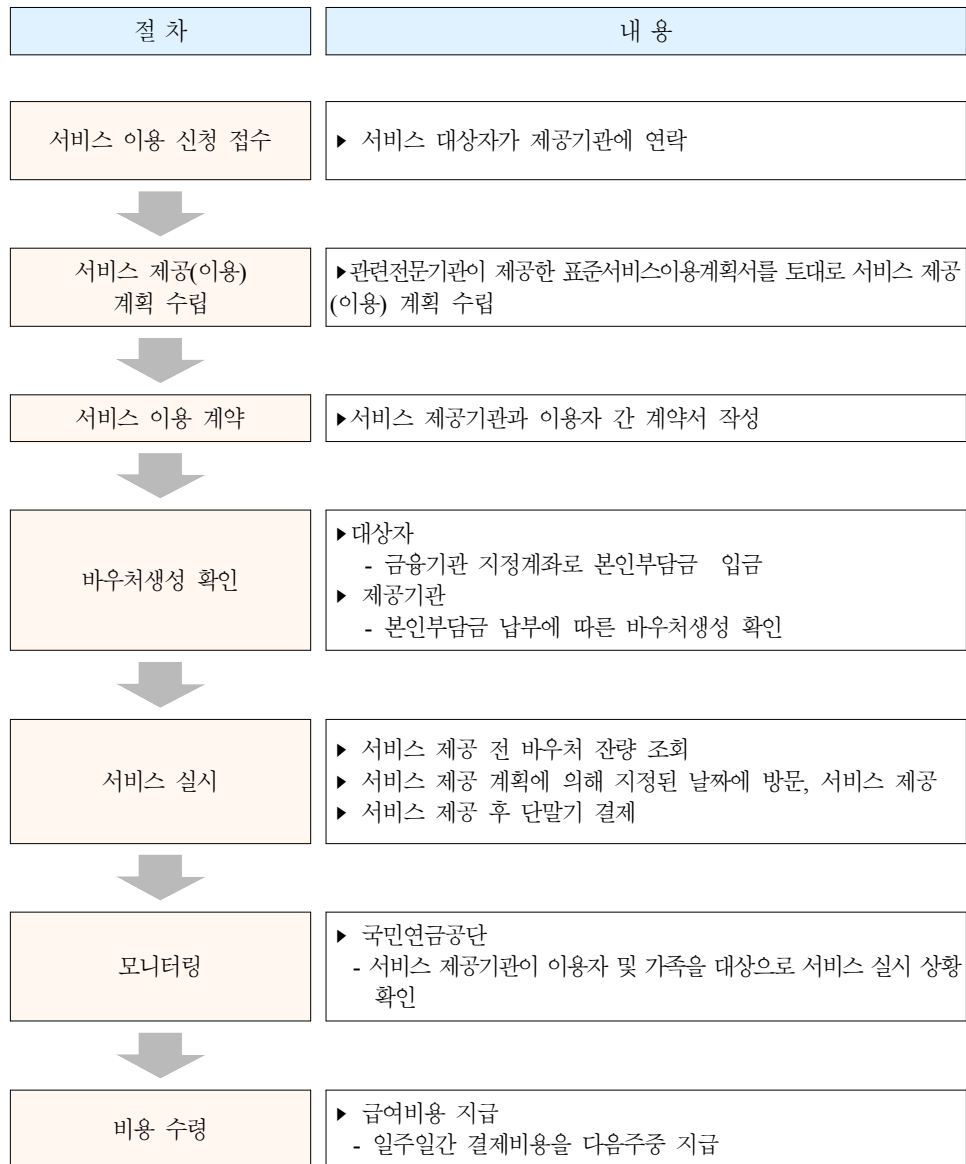 절 차
내 용
서비스 이용 신청 접수
▶ 서비스 대상자가 제공기관에 연락
서비스 제공(이용)
계획 수립
▶관련전문기관이 제공한 표준서비스이용계획서를 토대로 서비스 제공
(이용) 계획 수립
서비스 이용 계약
▶서비스 제공기관과 이용자 간 계약서 작성
바우처생성 확인
▶대상자
- 금융기관 지정계좌로 본인부담금 입금
▶ 제공기관
- 본인부담금 납부에 따른 바우처생성 확인
서비스 실시
▶ 서비스 제공 전 바우처 잔량 조회
▶ 서비스 제공 계획에 의해 지정된 날짜에 방문, 서비스 제공
▶ 서비스 제공 후 단말기 결제
모니터링
▶ 국민연금공단
- 서비스 제공기관이 이용자 및 가족을 대상으로 서비스 실시 상황
확인
비용 수령
▶ 급여비용 지급
- 일주일간 결제비용을 다음주중 지급